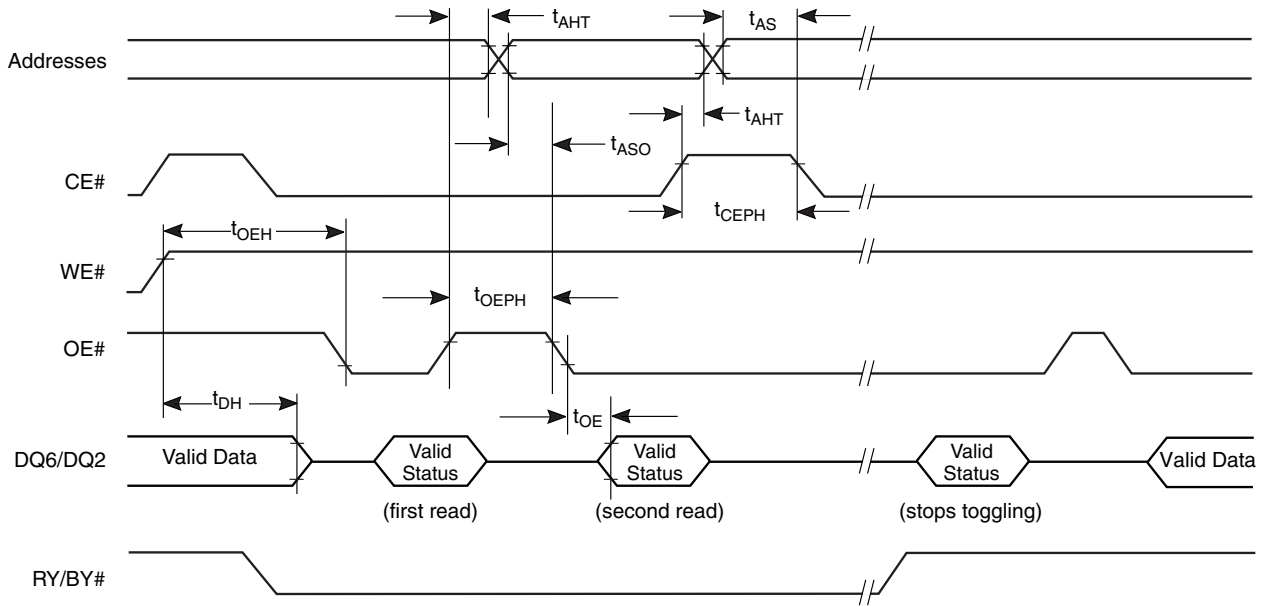 tAHT
tAS
Addresses
tAHT
tASO
CE#
tCEPH
tOEH
WE#
tOEPH
OE#
tDH
tOE
DQ6/DQ2
Valid Data
Valid
Status
Valid
Status
Valid
Status
Valid Data
(first read)
(second read)
(stops toggling)
RY/BY#